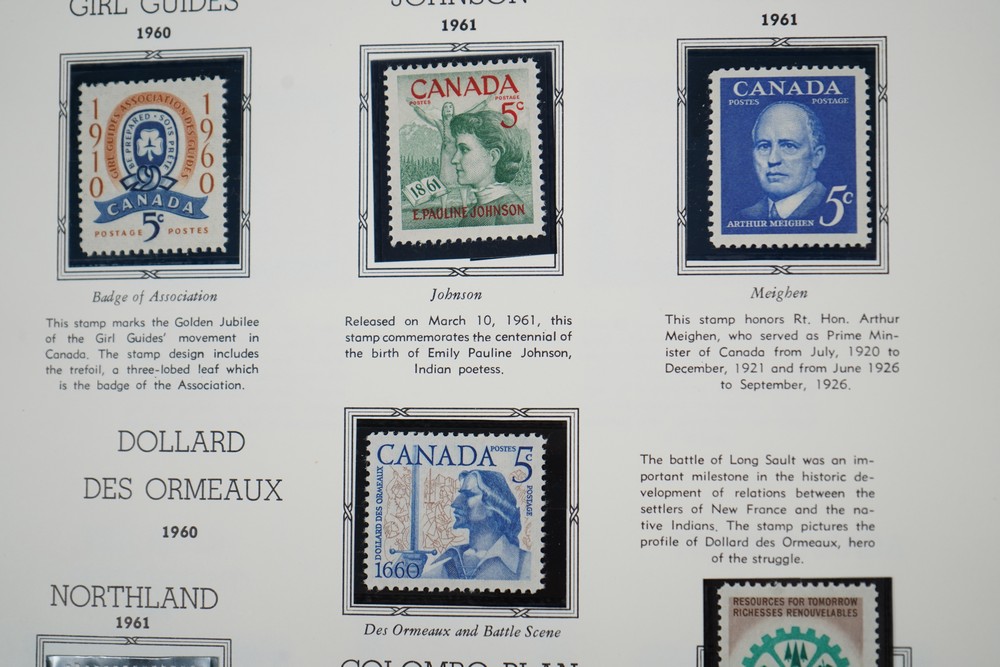 GIRL GUIDES
1960
1910
1960
GIRL GUIDES ASSOCIATION DES GUIDES
BE PREPARED • SOIS PRÊTE
CANADA
POSTAGE 5c POSTES
Badge of Association
This stamp marks the Golden Jubilee
of the Girl Guides' movement in
Canada. The stamp design includes
the trefoil, a three-lobed leaf which
is the badge of the Association.
JOHNSON
1961
CANADA
POSTES POSTAGE
5c
1861
E. PAULINE JOHNSON
Johnson
Released on March 10, 1961, this
stamp commemorates the centennial of
the birth of Emily Pauline Johnson,
Indian poetess.
1961
CANADA
POSTES POSTAGE
ARTHUR MEIGHEN 5c
Meighen
This stamp honors Rt. Hon. Arthur
Meighen, who served as Prime Min-
ister of Canada from July, 1920 to
December, 1921 and from June 1926
to September, 1926.
DOLLARD
DES ORMEAUX
1960
CANADA POSTES 5c
POSTAGE
DOLLARD DES ORMEAUX
1660
Des Ormeaux and Battle Scene
The battle of Long Sault was an im-
portant milestone in the historic de-
velopment of relations between the
settlers of New France and the na-
tive Indians. The stamp pictures the
profile of Dollard des Ormeaux, hero
of the struggle.
NORTHLAND
1961
COLOMBO PLAN
RESOURCES FOR TOMORROW
RICHESSES RENOUVELABLES